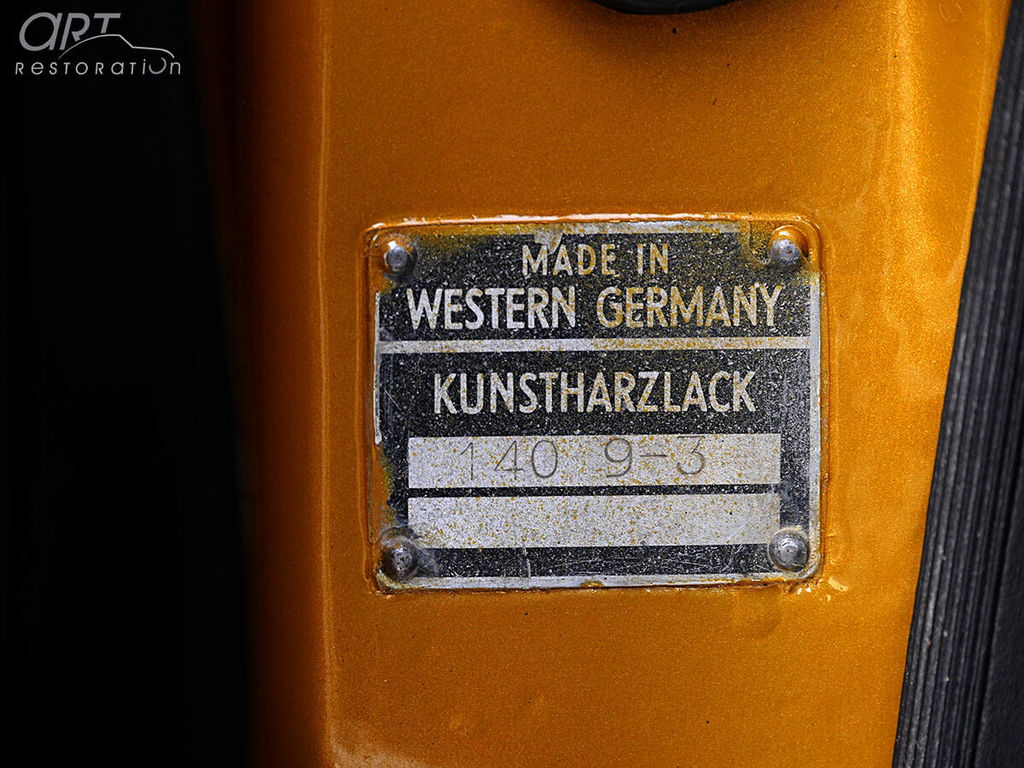 ART
RESTORATION
MADE IN
WESTERN GERMANY
KUNSTHARZLACK
140 9-3